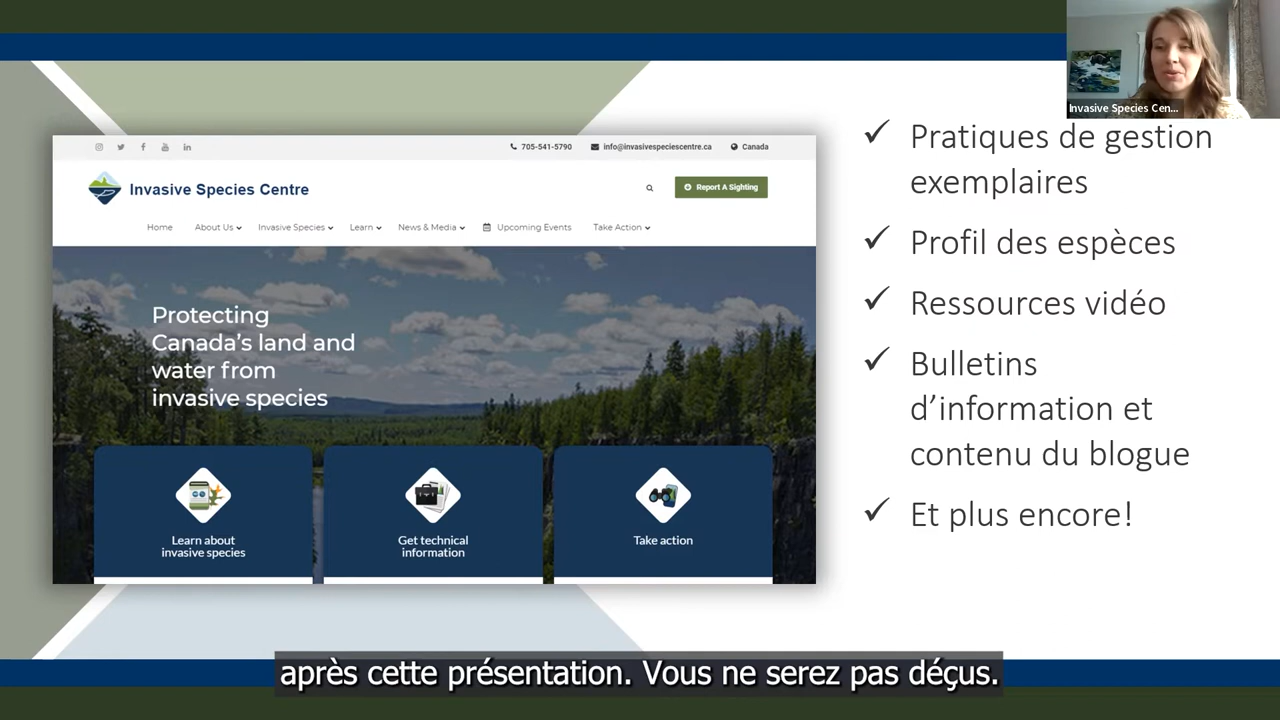 Invasive Species Cen...
705-541-5790
info@invasivespeciescentre.ca
Canada
Invasive Species Centre
Report A Sighting
Home
About Us
Invasive Species
Learn
News & Media
Upcoming Events
Take Action
Protecting
Canada's land and
water from
invasive species
Learn about
invasive species
Get technical
information
Take action
Pratiques de gestion
exemplaires
Profil des espèces
Ressources vidéo
Bulletins
d'information et
contenu du blogue
Et plus encore!
après cette présentation. Vous ne serez pas déçus.